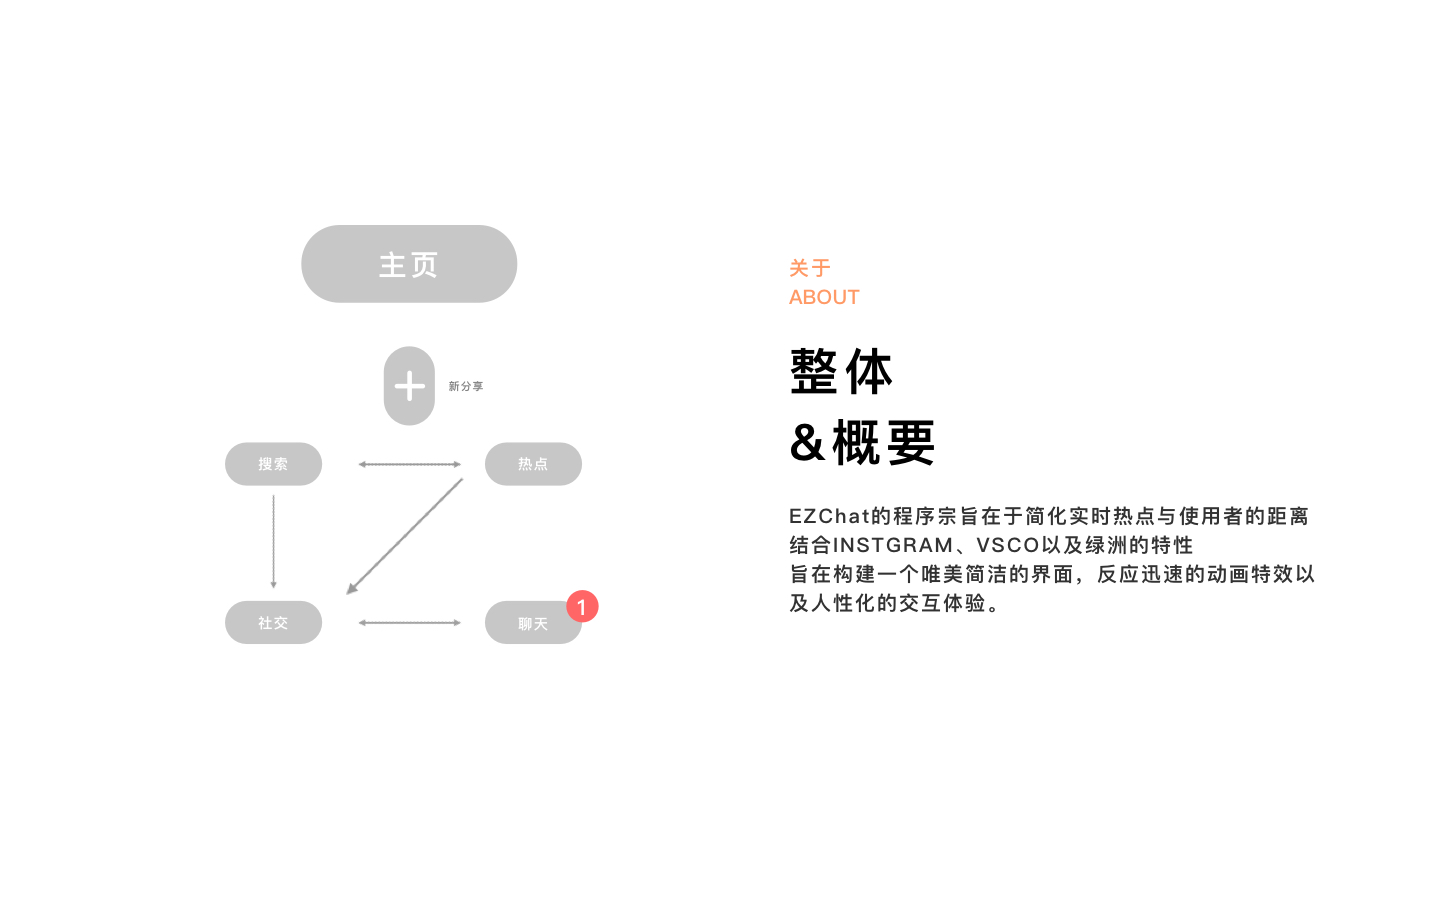 主页
新分享
搜索
热点
社交
聊天
1
关于
ABOUT
整体
&概要
EZChat的程序宗旨在于简化实时热点与使用者的距离
结合INSTGRAM、VSCO以及绿洲的特性
旨在构建一个唯美简洁的界面，反应迅速的动画特效以
及人性化的交互体验。